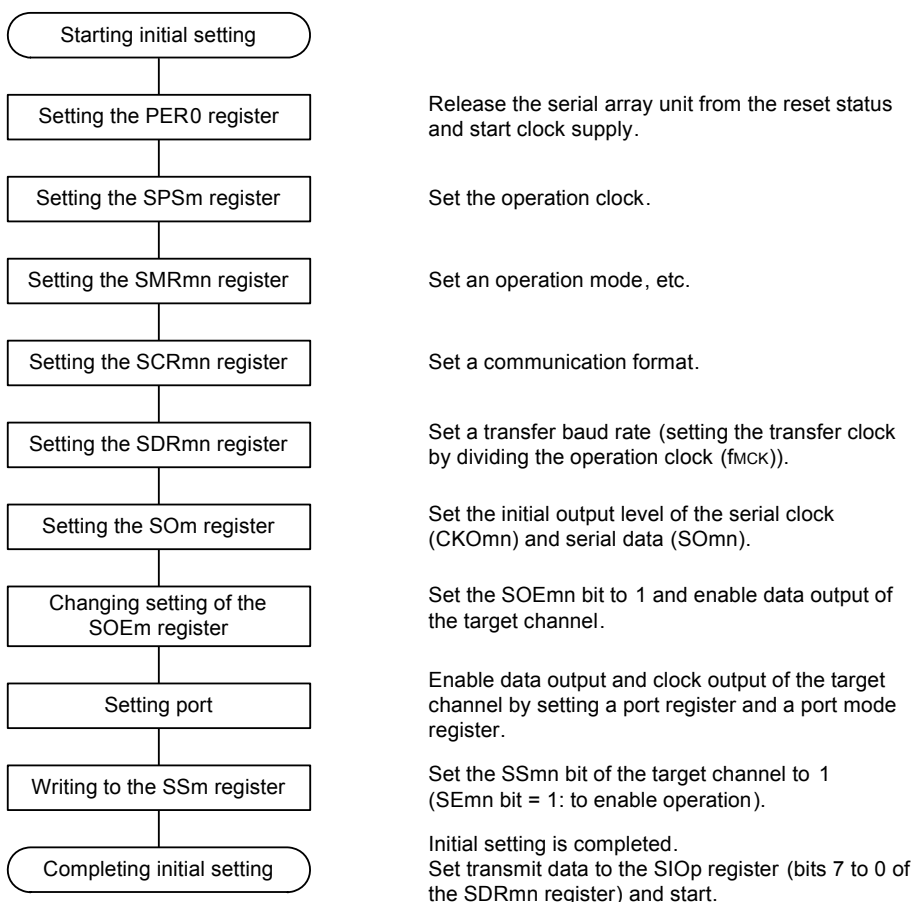 Starting initial setting
Setting the PER0 register
Release the serial array unit from the reset status
and start clock supply.
Setting the SPSm register
Set the operation clock.
Setting the SMRmn register
Set an operation mode, etc.
Setting the SCRmn register
Set a communication format.
Setting the SDRmn register
Set a transfer baud rate (setting the transfer clock
by dividing the operation clock (fMCK)).
Setting the SOm register
Set the initial output level of the serial clock
(CKOmn) and serial data (SOmn).
Changing setting of the
SOEm register
Set the SOEmn bit to 1 and enable data output of
the target channel.
Setting port
Enable data output and clock output of the target
channel by setting a port register and a port mode
register.
Writing to the SSm register
Set the SSmn bit of the target channel to 1
(SEmn bit = 1: to enable operation).
Completing initial setting
Initial setting is completed.
Set transmit data to the SIOp register (bits 7 to 0 of
the SDRmn register) and start.